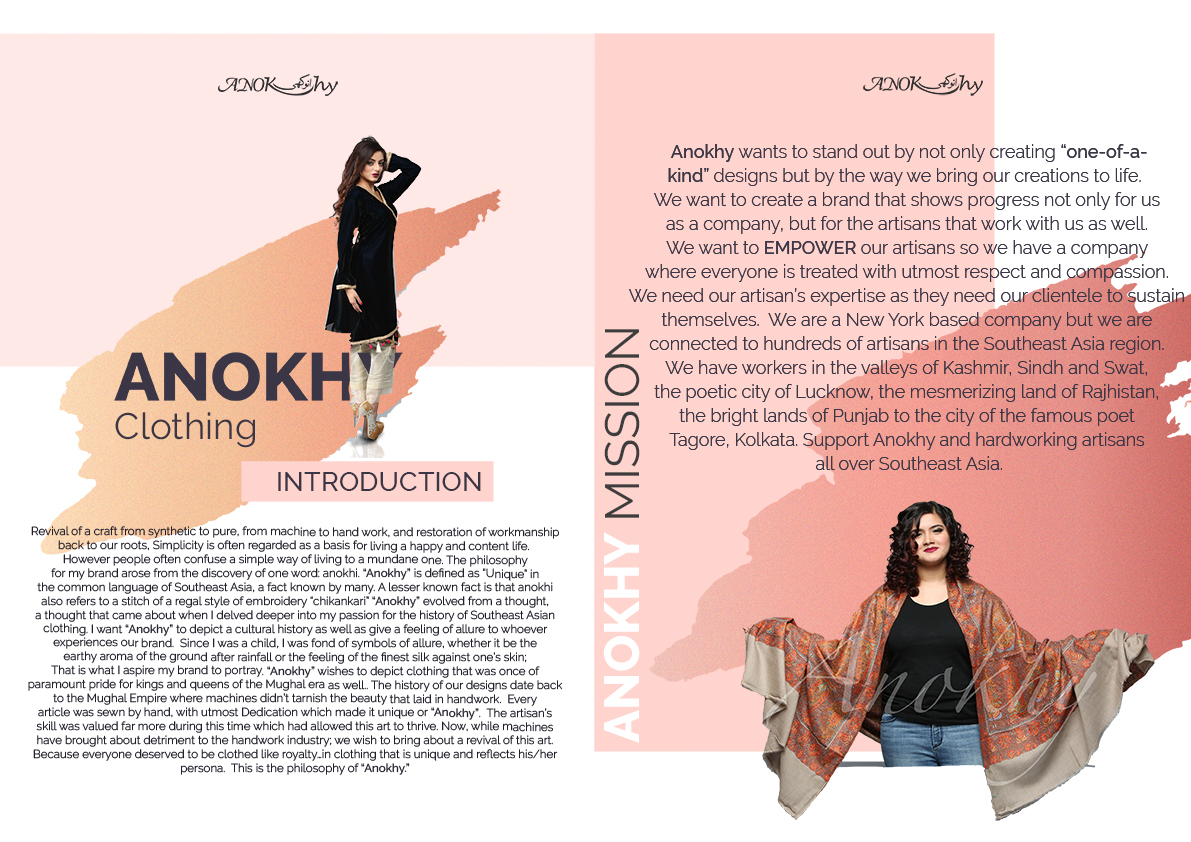 ANOKhy انوکھی
ANOKHY
Clothing
INTRODUCTION
Revival of a craft from synthetic to pure, from machine to hand work, and restoration of workmanship
back to our roots, Simplicity is often regarded as a basis for living a happy and content life.
However people often confuse a simple way of living to a mundane one. The philosophy
for my brand arose from the discovery of one word: anokhi. "Anokhy" is defined as "Unique" in
the common language of Southeast Asia, a fact known by many. A lesser known fact is that anokhi
also refers to a stitch of a regal style of embroidery "chikankari" "Anokhy" evolved from a thought,
a thought that came about when I delved deeper into my passion for the history of Southeast Asian
clothing. I want "Anokhy" to depict a cultural history as well as give a feeling of allure to whoever
experiences our brand. Since I was a child, I was fond of symbols of allure, whether it be the
earthy aroma of the ground after rainfall or the feeling of the finest silk against one's skin;
That is what I aspire my brand to portray. "Anokhy" wishes to depict clothing that was once of
paramount pride for kings and queens of the Mughal era as well.. The history of our designs date back
to the Mughal Empire where machines didn't tarnish the beauty that laid in handwork. Every
article was sewn by hand, with utmost Dedication which made it unique or "Anokhy". The artisan's
skill was valued far more during this time which had allowed this art to thrive. Now, while machines
have brought about detriment to the handwork industry; we wish to bring about a revival of this art.
Because everyone deserved to be clothed like royalty...in clothing that is unique and reflects his/her
persona. This is the philosophy of "Anokhy."
ANOKhy انوکھی
Anokhy wants to stand out by not only creating "one-of-a-
kind" designs but by the way we bring our creations to life.
We want to create a brand that shows progress not only for us
as a company, but for the artisans that work with us as well.
We want to EMPOWER our artisans so we have a company
where everyone is treated with utmost respect and compassion.
We need our artisan's expertise as they need our clientele to sustain
themselves. We are a New York based company but we are
connected to hundreds of artisans in the Southeast Asia region.
We have workers in the valleys of Kashmir, Sindh and Swat,
the poetic city of Lucknow, the mesmerizing land of Rajhistan,
the bright lands of Punjab to the city of the famous poet
Tagore, Kolkata. Support Anokhy and hardworking artisans
all over Southeast Asia.
ANOKHY MISSION
Anokhy